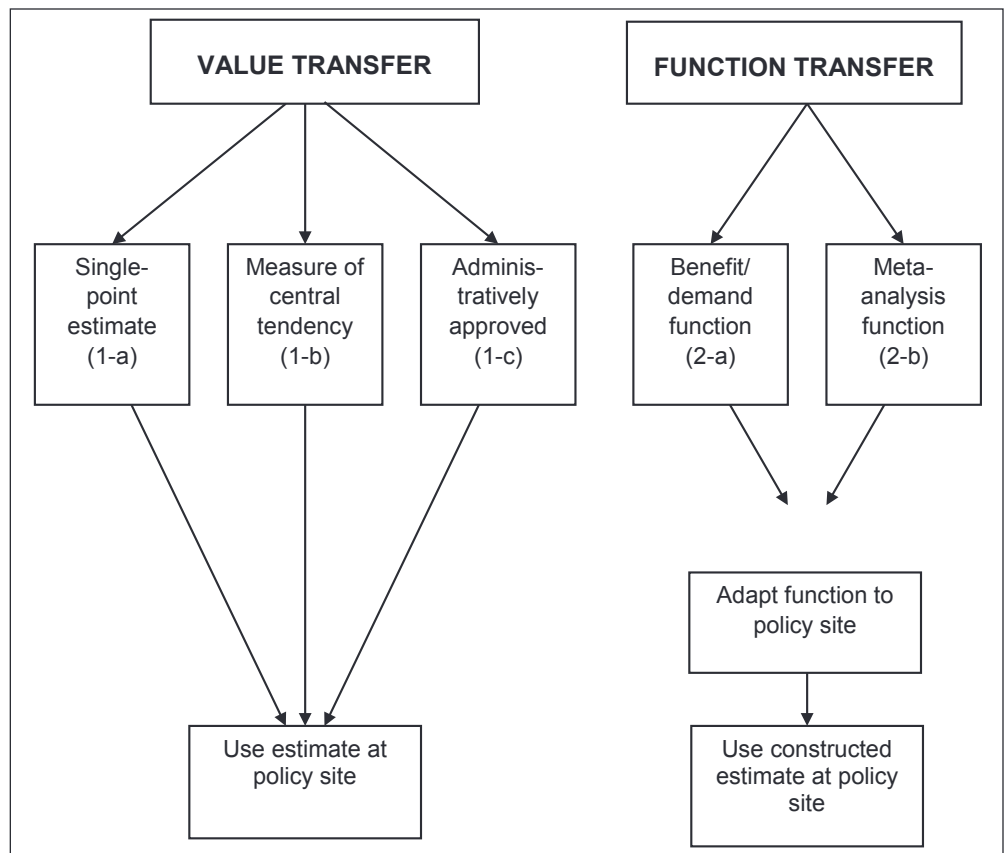 VALUE TRANSFER
FUNCTION TRANSFER
Single-
point
estimate
(1-a)
Measure of
central
tendency
(1-b)
Adminis-
tratively
approved
(1-c)
Benefit/
demand
function
(2-a)
Meta-
analysis
function
(2-b)
Adapt function to
policy site
Use estimate at
policy site
Use constructed
estimate at policy
site